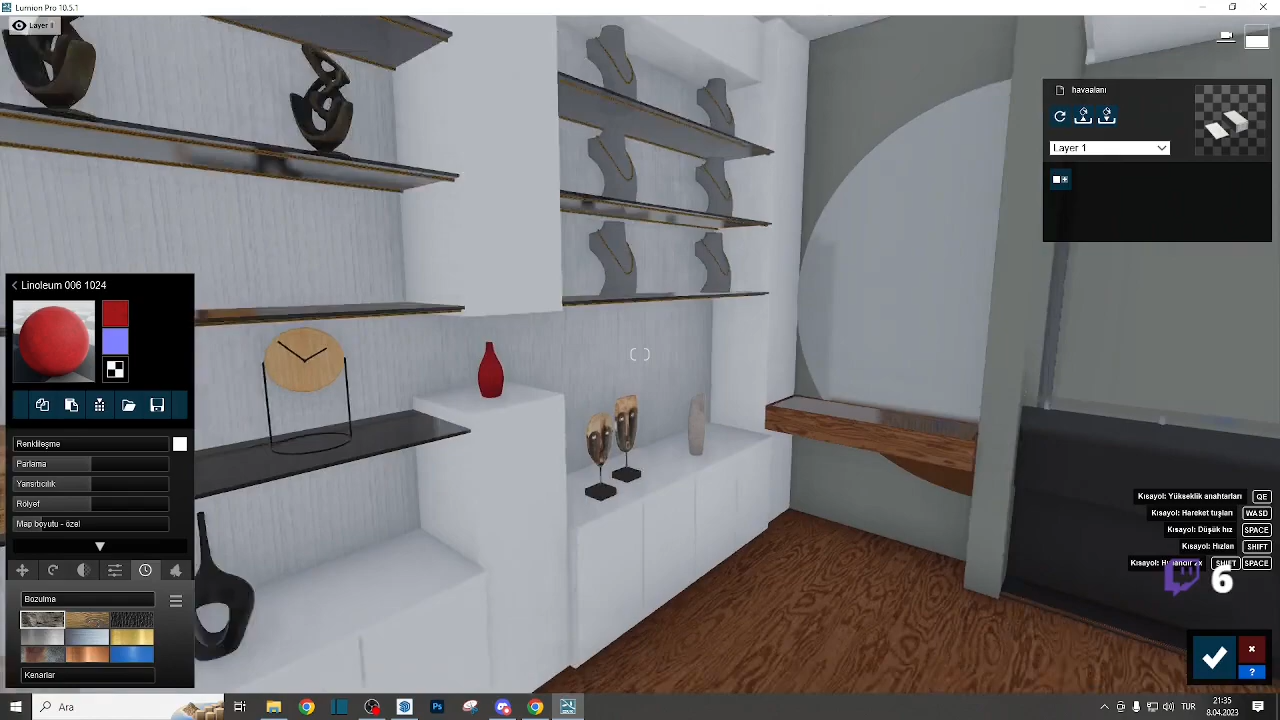 Lumion Pro 10.5.1
Layer 1
havaalanı
Layer 1
Linoleum 006 1024
Renklileşme
Parlama
Yansıtıcılık
Rölyef
Map boyutu - özel
Bozulma
Kenarlar
Kısayol: Yükseklik anahtarları QE
Kısayol: Hareket tuşları WASD
Kısayol: Düşük hız SPACE
Kısayol: Hızlan SHIFT
Kısayol: SHIFT SPACE
6
?
Ps
Ara
TUR
21:35
8.04.2023